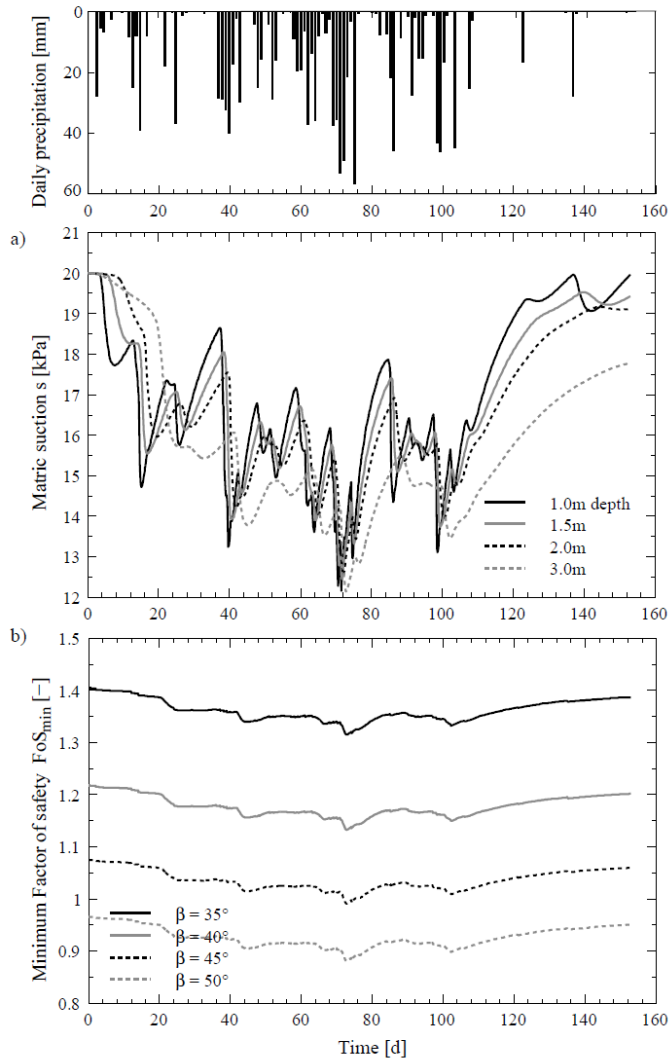 0
20
40
60
Daily precipitation [mm]
0 20 40 60 80 100 120 140 160
a)
21
20
19
18
17
16
15
14
13
12
Matric suction s [kPa]
1.0m depth
1.5m
2.0m
3.0m
0 20 40 60 80 100 120 140 160
b)
1.5
1.4
1.3
1.2
1.1
1
0.9
0.8
Minimum Factor of safety FoSmin [−]
β = 35°
β = 40°
β = 45°
β = 50°
0 20 40 60 80 100 120 140 160
Time [d]